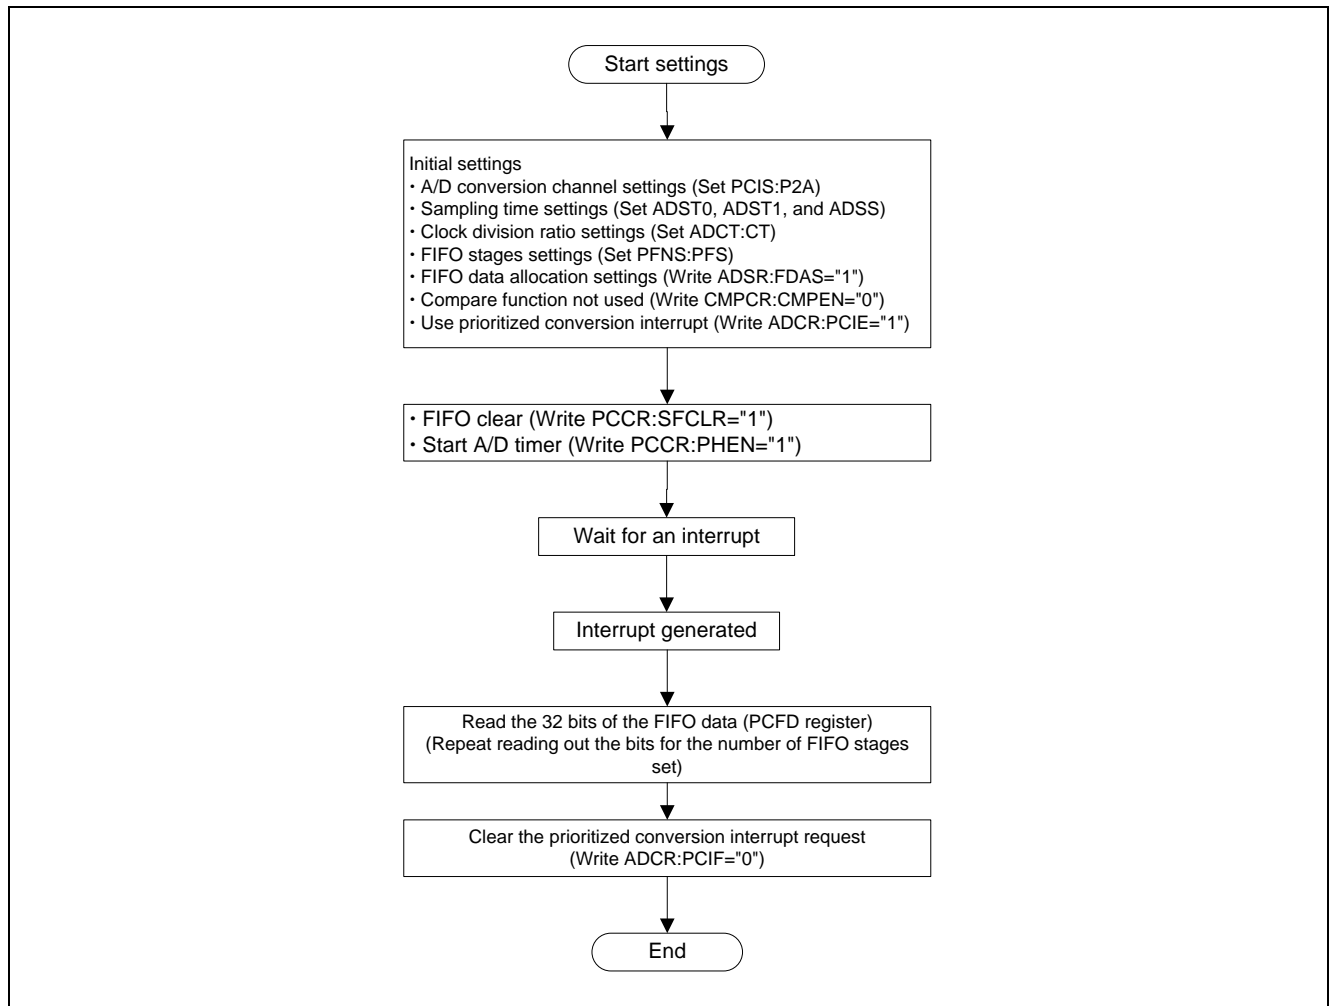 Start settings
Initial settings
・A/D conversion channel settings (Set PCIS:P2A)
・Sampling time settings (Set ADST0, ADST1, and ADSS)
・Clock division ratio settings (Set ADCT:CT)
・FIFO stages settings (Set PFNS:PFS)
・FIFO data allocation settings (Write ADSR:FDAS="1")
・Compare function not used (Write CMPCR:CMPEN="0")
・Use prioritized conversion interrupt (Write ADCR:PCIE="1")
・FIFO clear (Write PCCR:SFCLR="1")
・Start A/D timer (Write PCCR:PHEN="1")
Wait for an interrupt
Interrupt generated
Read the 32 bits of the FIFO data (PCFD register)
(Repeat reading out the bits for the number of FIFO stages
set)
Clear the prioritized conversion interrupt request
(Write ADCR:PCIF="0")
End